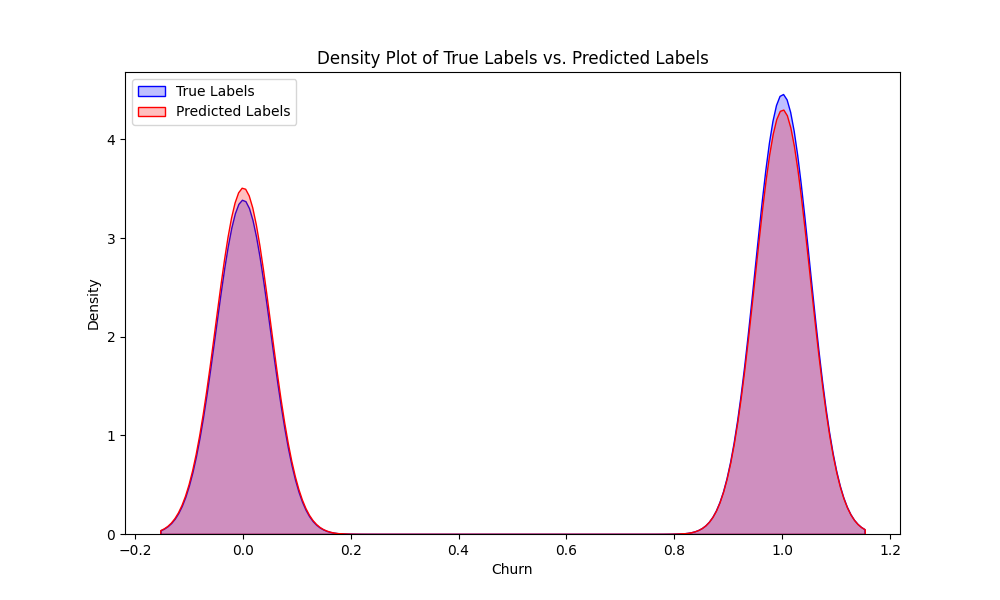 Density Plot of True Labels vs. Predicted Labels
True Labels
Predicted Labels
4
3
2
1
0
Density
−0.2 0.0 0.2 0.4 0.6 0.8 1.0 1.2
Churn